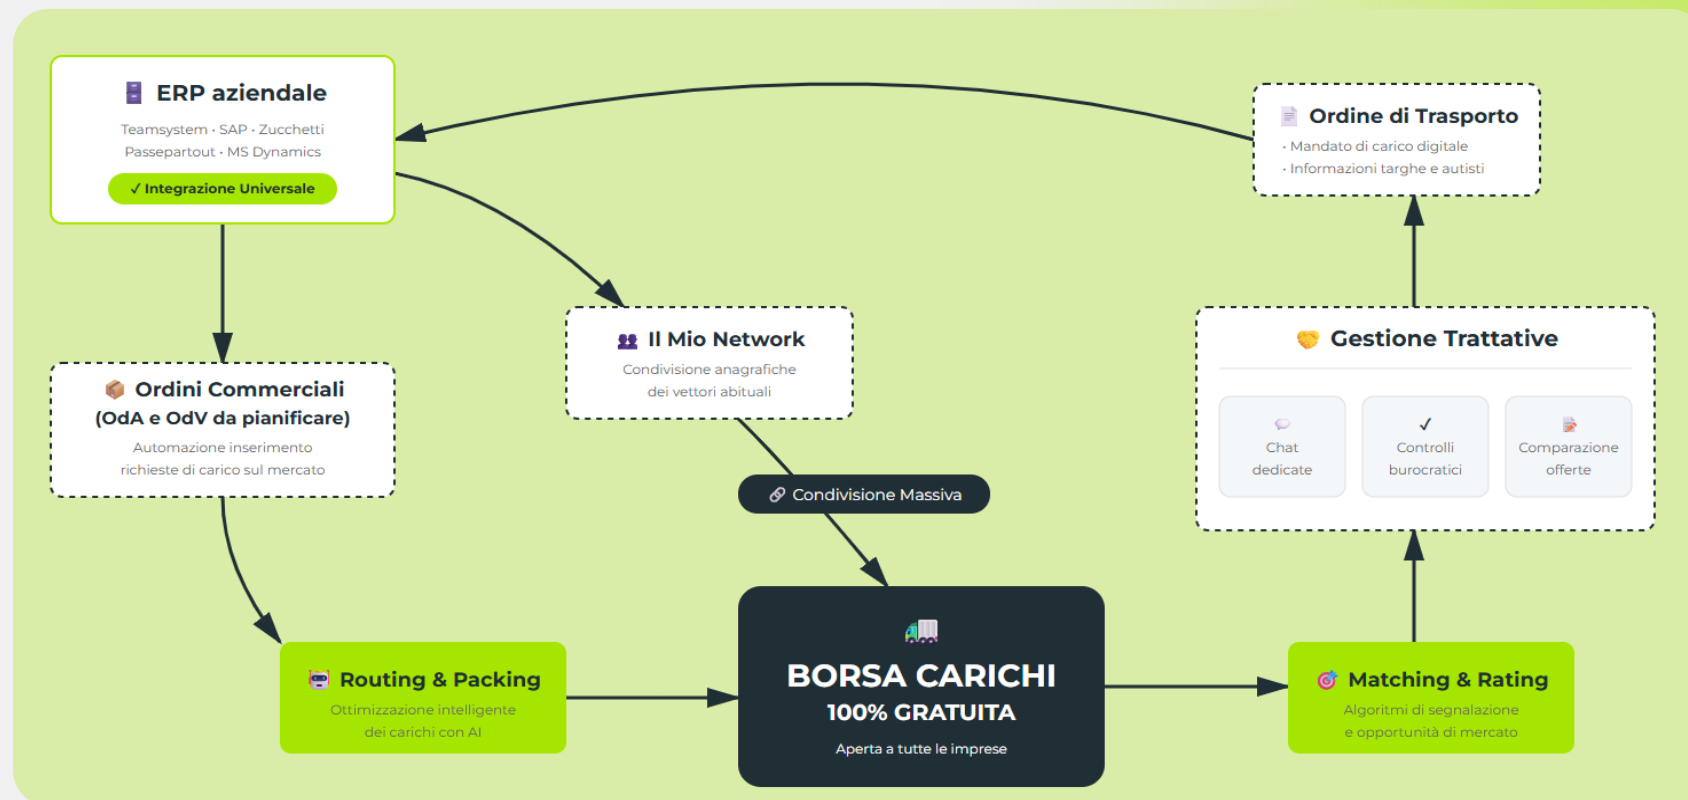 ERP aziendale
Teamsystem • SAP • Zucchetti
Passepartout • MS Dynamics
✓ Integrazione Universale
Ordine di Trasporto
• Mandato di carico digitale
• Informazioni targhe e autisti
Il Mio Network
Condivisione anagrafiche
dei vettori abituali
Gestione Trattative
Chat
dedicate
✓
Controlli
burocratici
Comparazione
offerte
Ordini Commerciali
(OdA e OdV da pianificare)
Automazione inserimento
richieste di carico sul mercato
Condivisione Massiva
Routing & Packing
Ottimizzazione intelligente
dei carichi con AI
BORSA CARICHI
100% GRATUITA
Aperta a tutte le imprese
Matching & Rating
Algoritmi di segnalazione
e opportunità di mercato